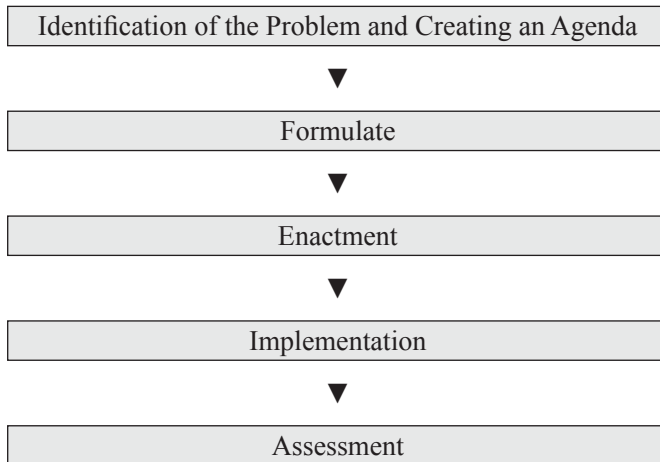 Identification of the Problem and Creating an Agenda
Formulate
Enactment
Implementation
Assessment